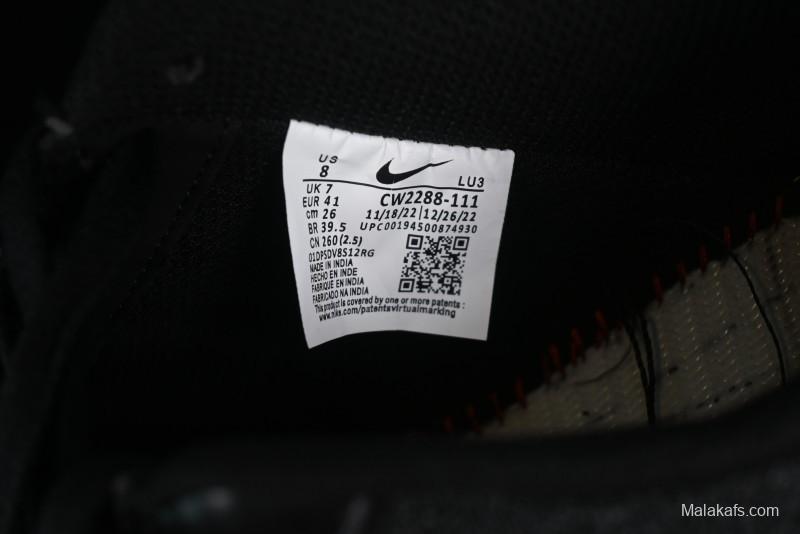 US
8
LU3
UK 7
CW2288-111
EUR 41
11/18/22 | 12/26/22
cm 26
UPC00194500874930
BR 39.5
CN 260 (2.5)
01DPSDV8S12RG
MADE IN INDIA
HECHO EN INDE
FABRIQUE EN INDIA
FABRICADO NA INDIA
This product is covered by one or more patents :
www.nike.com/patentsvirtualmarking
Malakafs.com